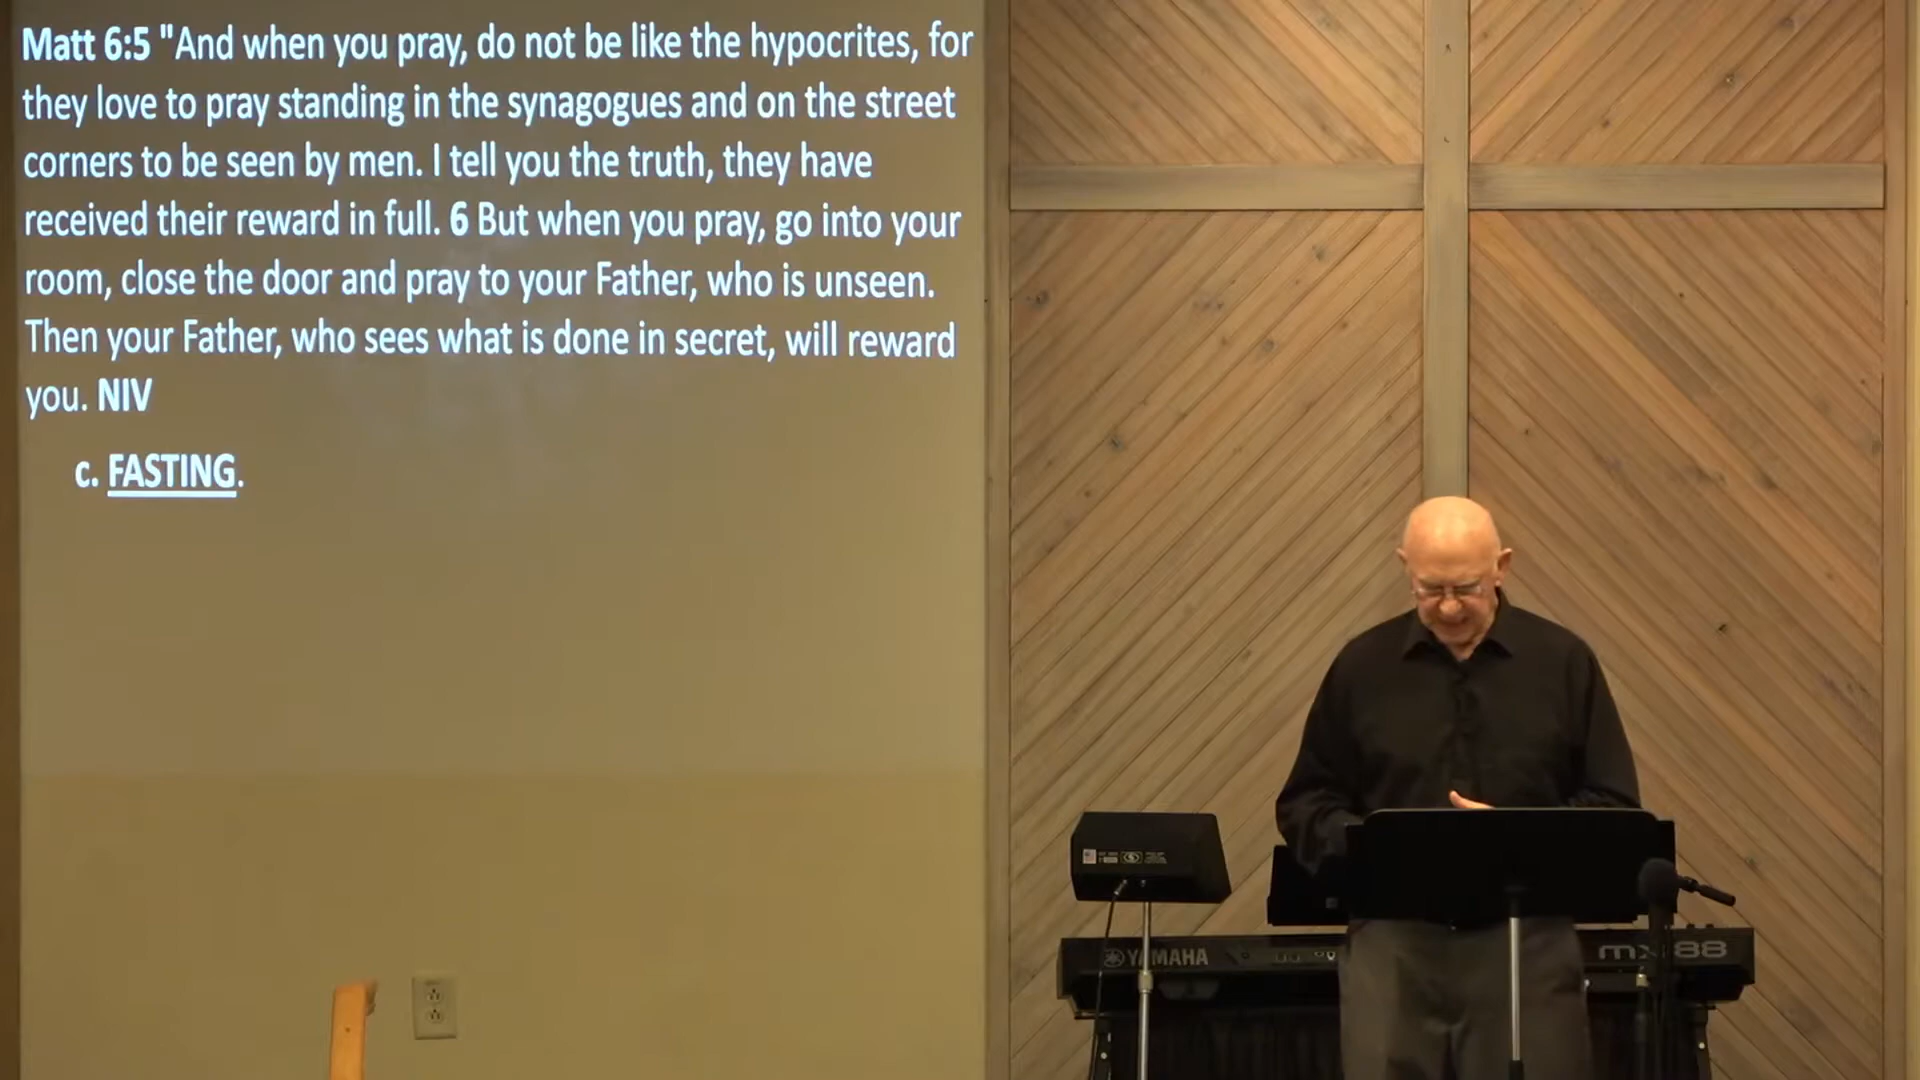 Matt 6:5 "And when you pray, do not be like the hypocrites, for
they love to pray standing in the synagogues and on the street
corners to be seen by men. I tell you the truth, they have
received their reward in full. 6 But when you pray, go into your
room, close the door and pray to your Father, who is unseen.
Then your Father, who sees what is done in secret, will reward
you. NIV
c. FASTING.
YAMAHA
mx88